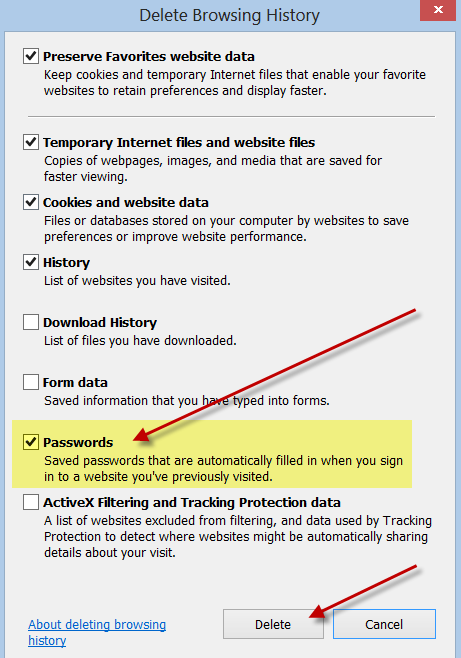 Delete Browsing History
Preserve Favorites website data
Keep cookies and temporary Internet files that enable your favorite
websites to retain preferences and display faster.
Temporary Internet files and website files
Copies of webpages, images, and media that are saved for
faster viewing.
Cookies and website data
Files or databases stored on your computer by websites to save
preferences or improve website performance.
History
List of websites you have visited.
Download History
List of files you have downloaded.
Form data
Saved information that you have typed into forms.
Passwords
Saved passwords that are automatically filled in when you sign
in to a website you've previously visited.
ActiveX Filtering and Tracking Protection data
A list of websites excluded from filtering, and data used by Tracking
Protection to detect where websites might be automatically sharing
details about your visit.
About deleting browsing
history
Delete
Cancel